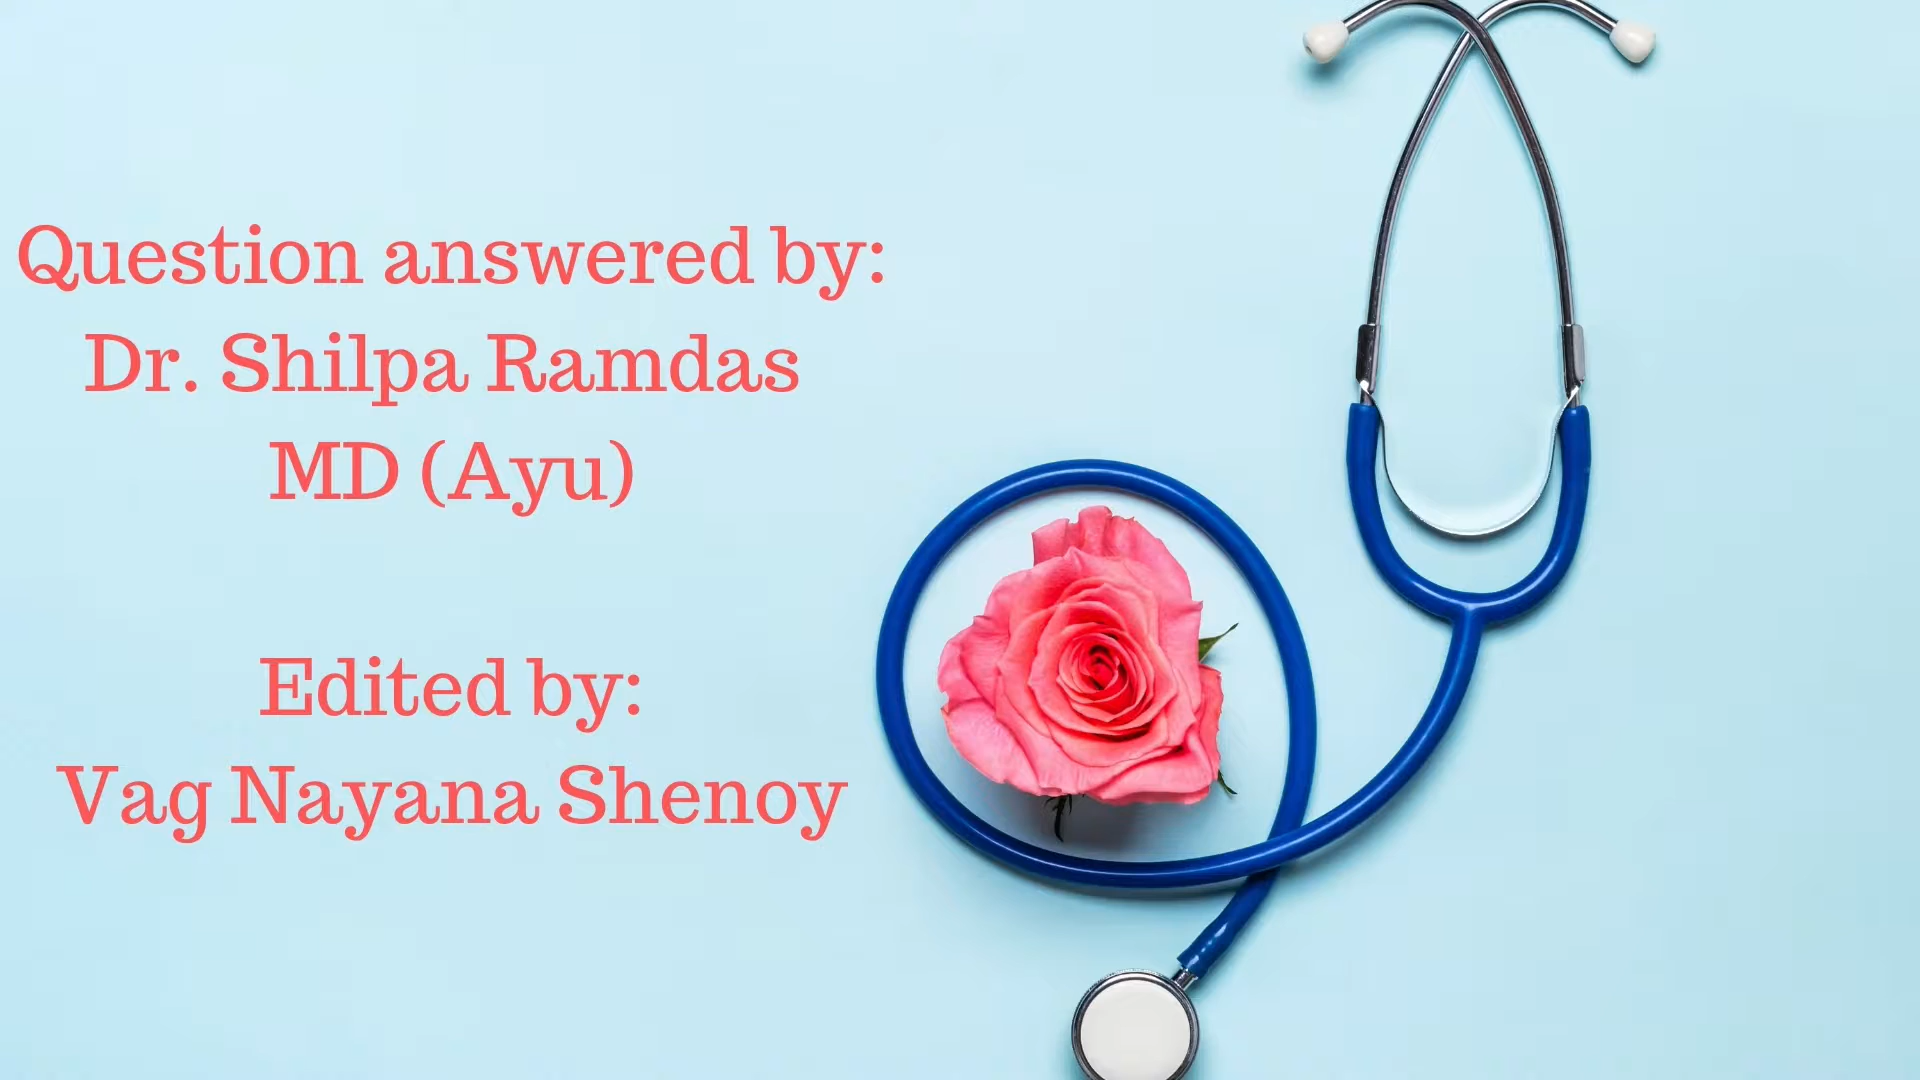 Question answered by:
Dr. Shilpa Ramdas
MD (Ayu)
Edited by:
Vag Nayana Shenoy